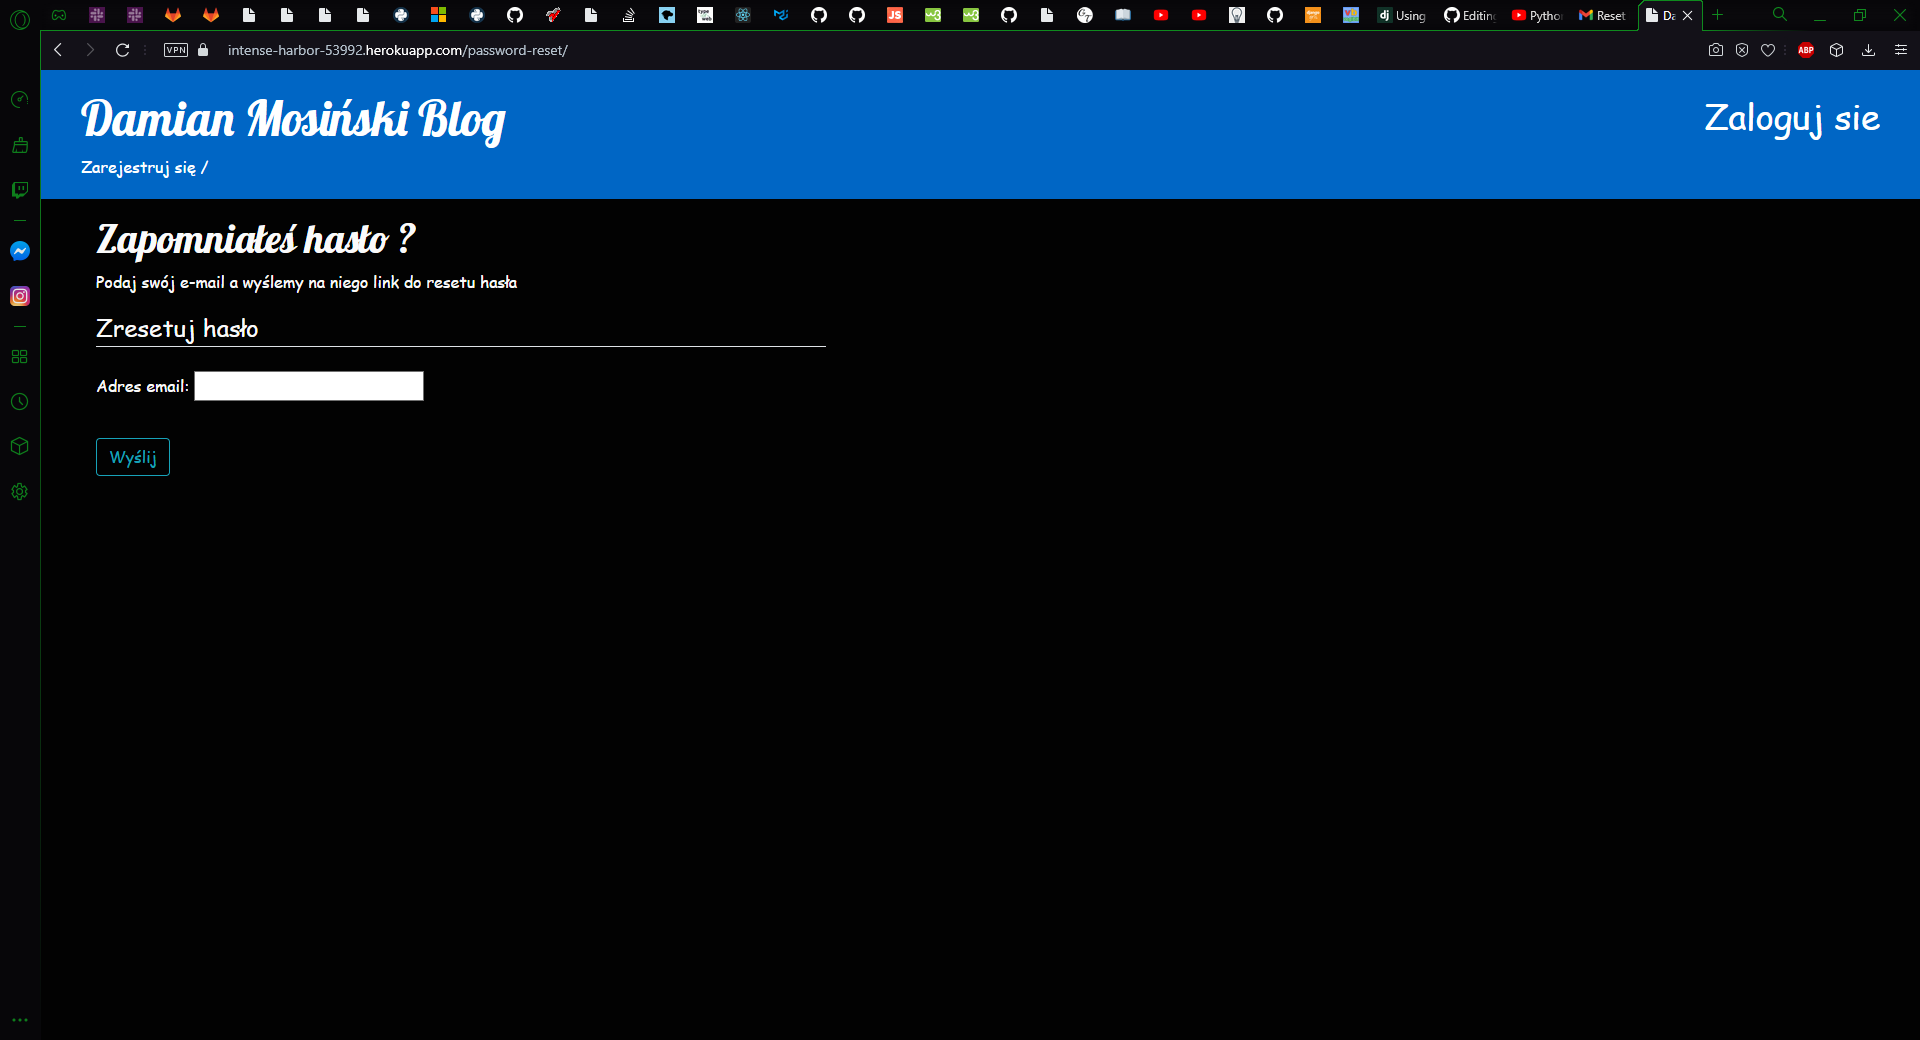 Using
Editing
Pytho
Reset
Da
VPN
intense-harbor-53992.herokuapp.com/password-reset/
ABP
Damian Mosiński Blog
Zaloguj sie
Zarejestruj się /
Zapomniałeś hasło ?
Podaj swój e-mail a wyślemy na niego link do resetu hasła
Zresetuj hasło
Adres email:
Wyślij